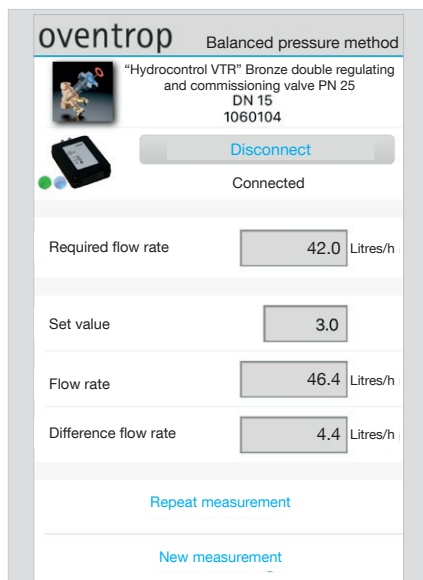 oventrop
Balanced pressure method
“Hydrocontrol VTR” Bronze double regulating
and commissioning valve PN 25
DN 15
1060104
Disconnect
Connected
Required flow rate 42.0 Litres/h
Set value 3.0
Flow rate 46.4 Litres/h
Difference flow rate 4.4 Litres/h
Repeat measurement
New measurement